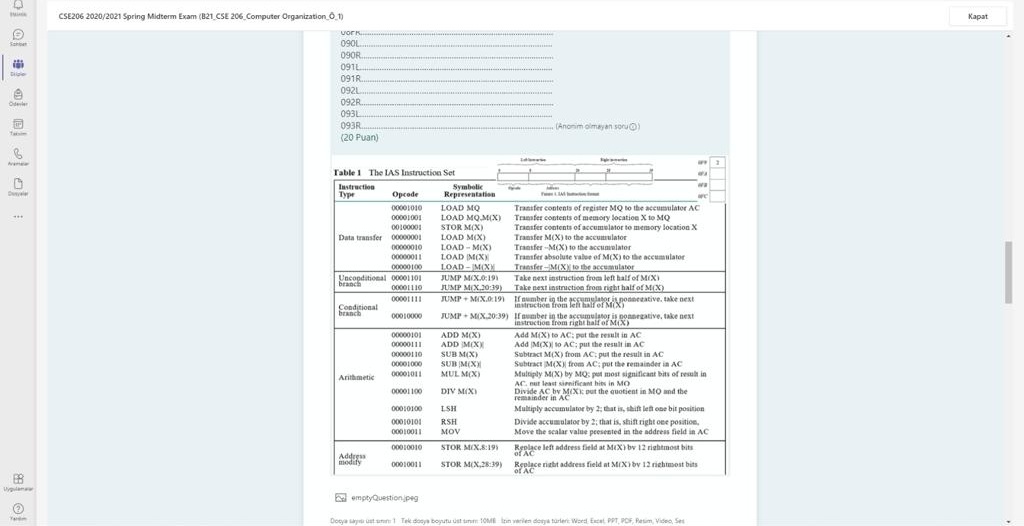 CSE206 2020/2021 Spring Midterm Exam (B21_CSE 206_Computer Organization_Ö_1)
Kapat
Etkinlik
Sohbet
Ekipler
Ödevler
Takvim
Aramalar
Dosyalar
Uygulamalar
Yardım
08FR
090L
090R
091L
091R
092L
092R
093L
093R (Anonim olmayan soru)
(20 Puan)
Left Instruction Right Instruction
0FF 2
Table 1 The IAS Instruction Set
Instruction Type Opcode Symbolic Representation
Opcode
00001010 LOAD MQ Transfer contents of register MQ to the accumulator AC
00001001 LOAD MQ,M(X) Transfer contents of memory location X to MQ
00100001 STOR M(X) Transfer contents of accumulator to memory location X
Data transfer 00000001 LOAD M(X) Transfer M(X) to the accumulator
00000010 LOAD – M(X) Transfer –M(X) to the accumulator
00000011 LOAD |M(X)| Transfer absolute value of M(X) to the accumulator
00000100 LOAD – |M(X)| Transfer –|M(X)| to the accumulator
Unconditional branch 00001101 JUMP M(X,0:19) Take next instruction from left half of M(X)
00001110 JUMP M(X,20:39) Take next instruction from right half of M(X)
Conditional branch 00001111 JUMP + M(X,0:19) If number in the accumulator is nonnegative, take next
instruction from left half of M(X)
00010000 JUMP + M(X,20:39) If number in the accumulator is nonnegative, take next
instruction from right half of M(X)
00000101 ADD M(X) Add M(X) to AC; put the result in AC
00000111 ADD |M(X)| Add |M(X)| to AC; put the result in AC
00000110 SUB M(X) Subtract M(X) from AC; put the result in AC
00001000 SUB |M(X)| Subtract |M(X)| from AC; put the remainder in AC
Arithmetic 00001011 MUL M(X) Multiply M(X) by MQ; put most significant bits of result in
AC, put least significant bits in MQ
00001100 DIV M(X) Divide AC by M(X); put the quotient in MQ and the
remainder in AC
00010100 LSH Multiply accumulator by 2; that is, shift left one bit position
00010101 RSH Divide accumulator by 2; that is, shift right one position,
00010011 MOV Move the scalar value presented in the address field in AC
Address modify 00010010 STOR M(X,8:19) Replace left address field at M(X) by 12 rightmost bits
of AC
00010011 STOR M(X,28:39) Replace right address field at M(X) by 12 rightmost bits
of AC
emptyQuestion.jpeg
Dosya sayısı üst sınırı: 1 Tek dosya boyutu üst sınırı: 10MB İzin verilen dosya türleri: Word, Excel, PPT, PDF, Resim, Video, Ses